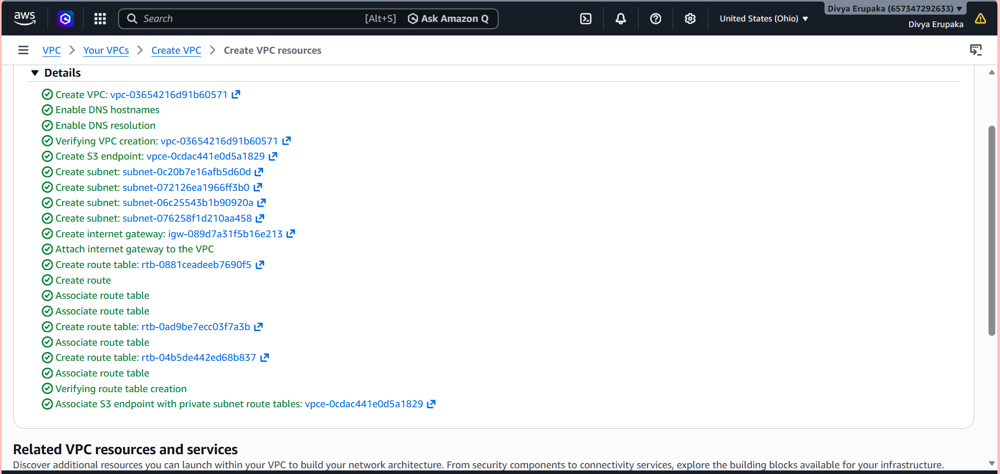 aws
Search [Alt+S] Ask Amazon Q
United States (Ohio)
Divya Erupaka (657347292633)
Divya Erupaka
VPC > Your VPCs > Create VPC > Create VPC resources
Details
Create VPC: vpc-03654216d91b60571
Enable DNS hostnames
Enable DNS resolution
Verifying VPC creation: vpc-03654216d91b60571
Create S3 endpoint: vpce-0cdac441e0d5a1829
Create subnet: subnet-0c20b7e16afb5d60d
Create subnet: subnet-072126ea1966ff3b0
Create subnet: subnet-06c25543b1b90920a
Create subnet: subnet-076258f1d210aa458
Create internet gateway: igw-089d7a31f5b16e213
Attach internet gateway to the VPC
Create route table: rtb-0881ceadeeb7690f5
Create route
Associate route table
Associate route table
Create route table: rtb-0ad9be7ecc03f7a3b
Associate route table
Create route table: rtb-04b5de442ed68b837
Associate route table
Verifying route table creation
Associate S3 endpoint with private subnet route tables: vpce-0cdac441e0d5a1829
Related VPC resources and services
Discover additional resources you can launch within your VPC to build your network architecture. From security components to connectivity services, explore the building blocks available for your infrastructure.